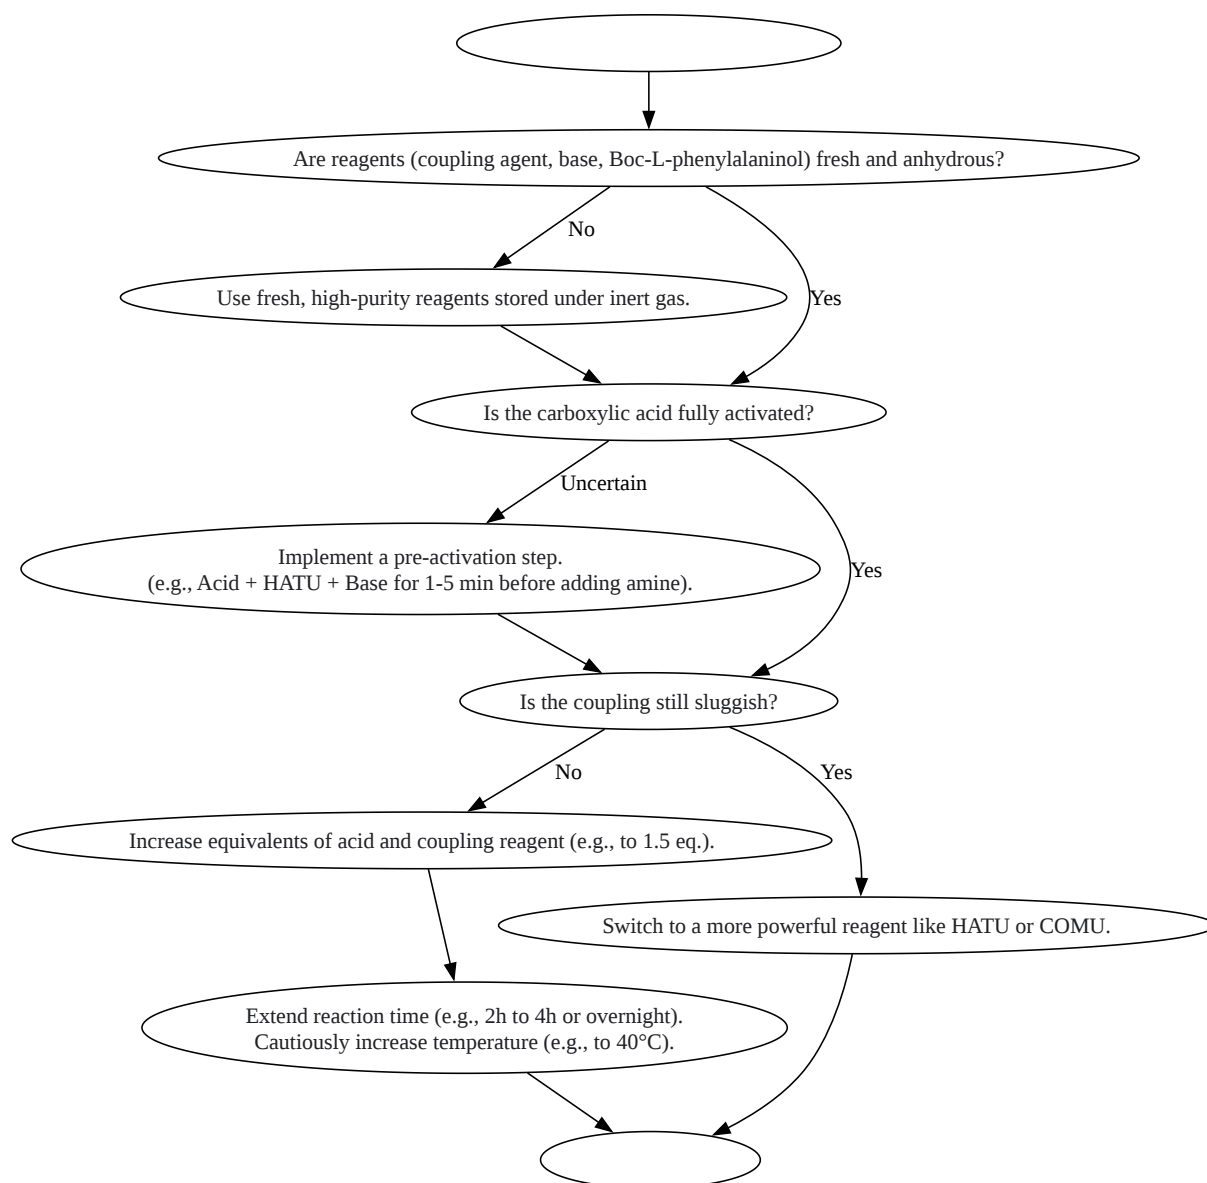 Are reagents (coupling agent, base, Boc-L-phenylalaninol) fresh and anhydrous?
No
Use fresh, high-purity reagents stored under inert gas.
Yes
Is the carboxylic acid fully activated?
Uncertain
Implement a pre-activation step.
(e.g., Acid + HATU + Base for 1-5 min before adding amine).
Yes
Is the coupling still sluggish?
No
Yes
Increase equivalents of acid and coupling reagent (e.g., to 1.5 eq.).
Switch to a more powerful reagent like HATU or COMU.
Extend reaction time (e.g., 2h to 4h or overnight).
Cautiously increase temperature (e.g., to 40°C).